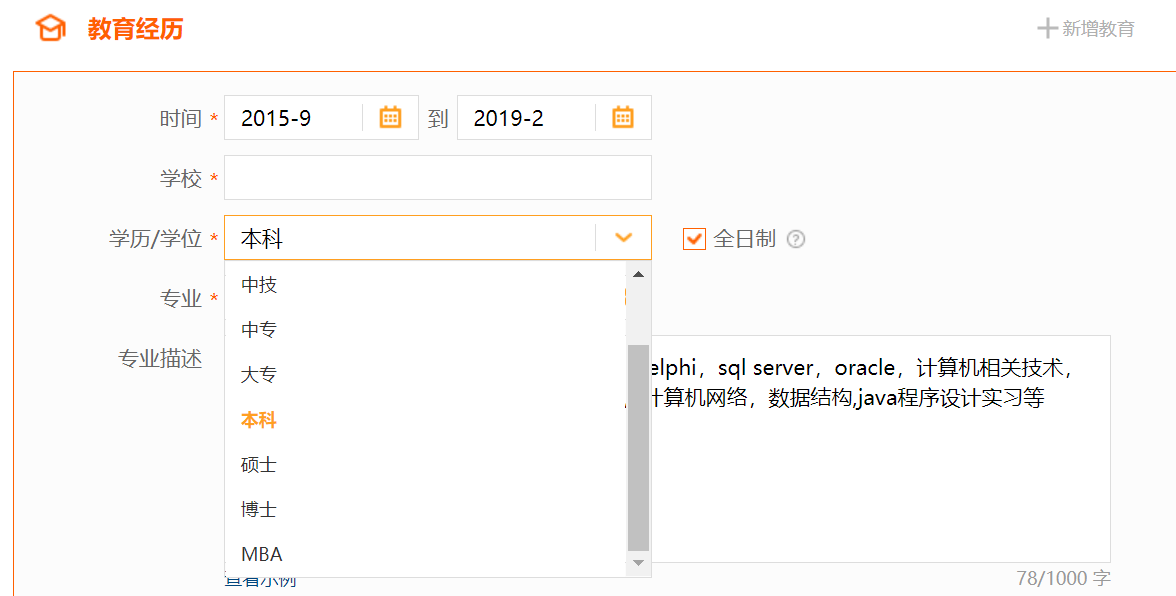 教育经历
新增教育
时间 * 2015-9 到 2019-2
学校 *
学历/学位 * 本科 全日制 ?
中技
专业 *
中专
专业描述
elphi，sql server，oracle，计算机相关技术，
大专
计算机网络，数据结构,java程序设计实习等
本科
硕士
博士
MBA
查看示例
78/1000 字